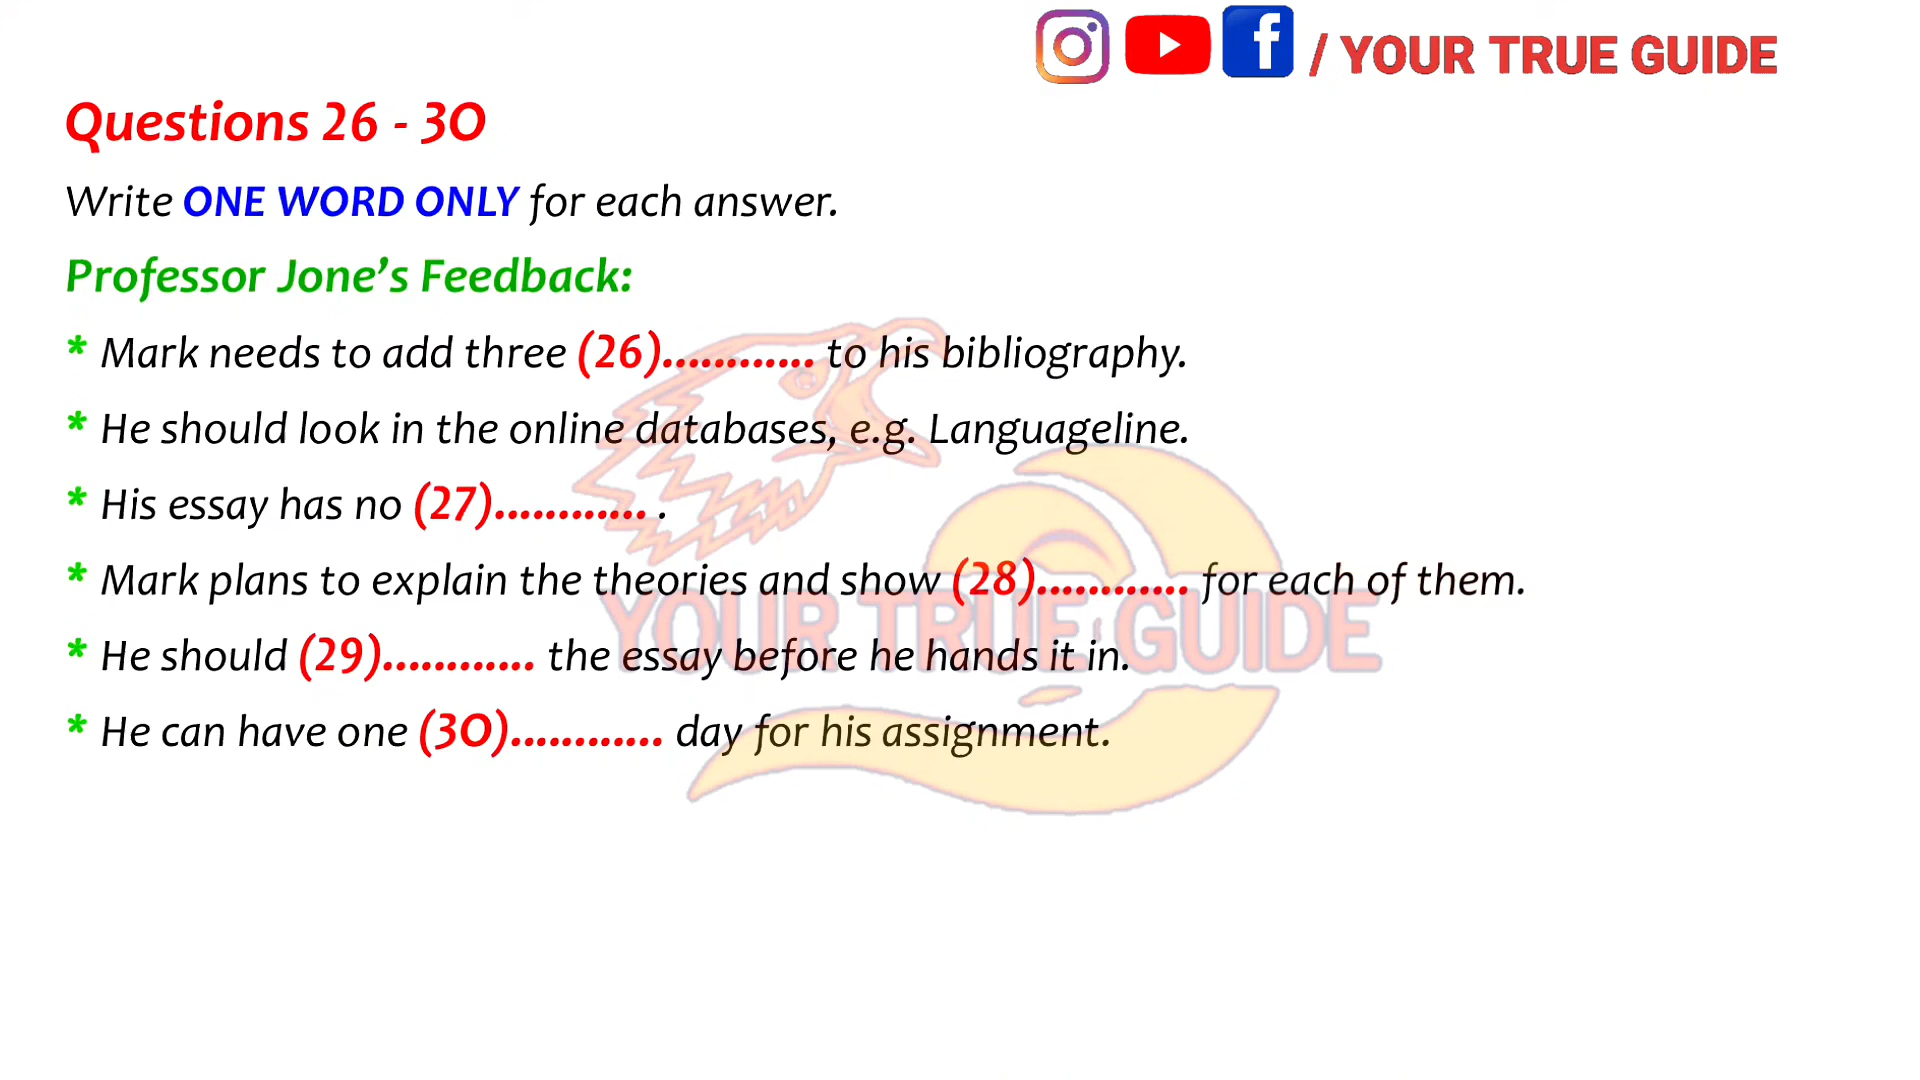 / YOUR TRUE GUIDE
Questions 26 - 30
Write ONE WORD ONLY for each answer.
Professor Jone’s Feedback:
* Mark needs to add three (26)............ to his bibliography.
* He should look in the online databases, e.g. Languageline.
* His essay has no (27)............ .
* Mark plans to explain the theories and show (28)............ for each of them.
* He should (29)............ the essay before he hands it in.
* He can have one (30)............ day for his assignment.
YOUR TRUE GUIDE